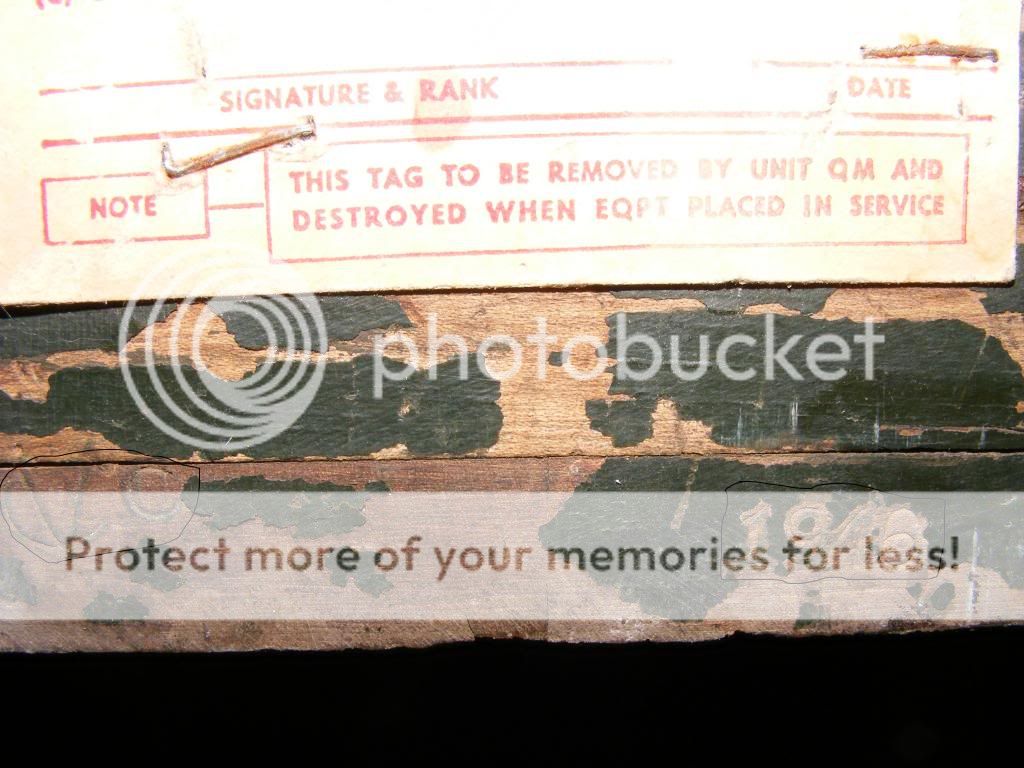 SIGNATURE & RANK DATE
NOTE
THIS TAG TO BE REMOVED BY UNIT QM AND
DESTROYED WHEN EQPT PLACED IN SERVICE
photobucket
Protect more of your memories for less!